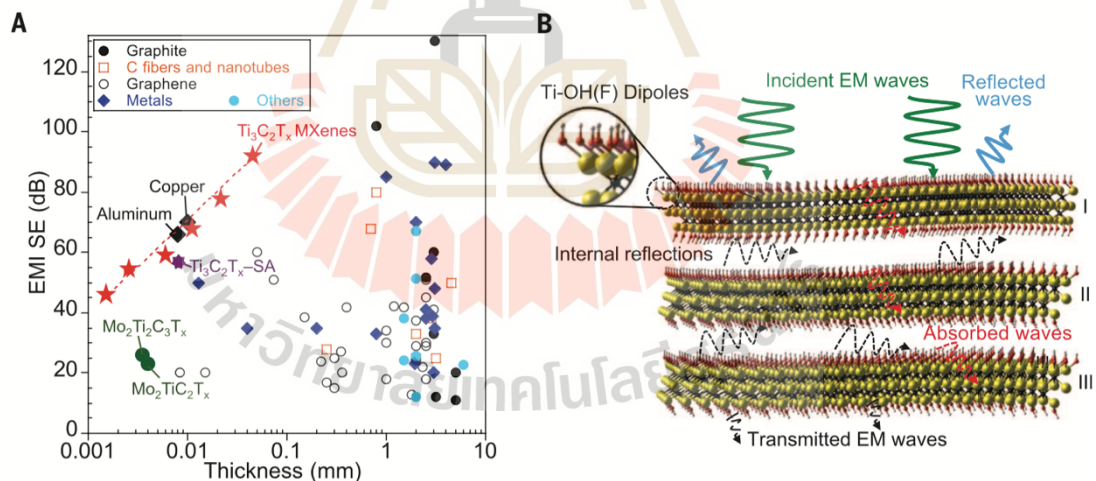 A
EMI SE (dB)
120
100
80
60
40
20
0
0.001
0.01
0.1
1
10
Thickness (mm)
Graphite
C fibers and nanotubes
Graphene
Metals
Others
Ti₃C₂Tₓ MXenes
Copper
Aluminum
Ti₃C₂Tₓ–SA
Mo₂Ti₂C₃Tₓ
Mo₂TiC₂Tₓ
B
Ti-OH(F) Dipoles
Incident EM waves
Reflected
waves
Internal reflections
I
II
Absorbed waves
III
Transmitted EM waves